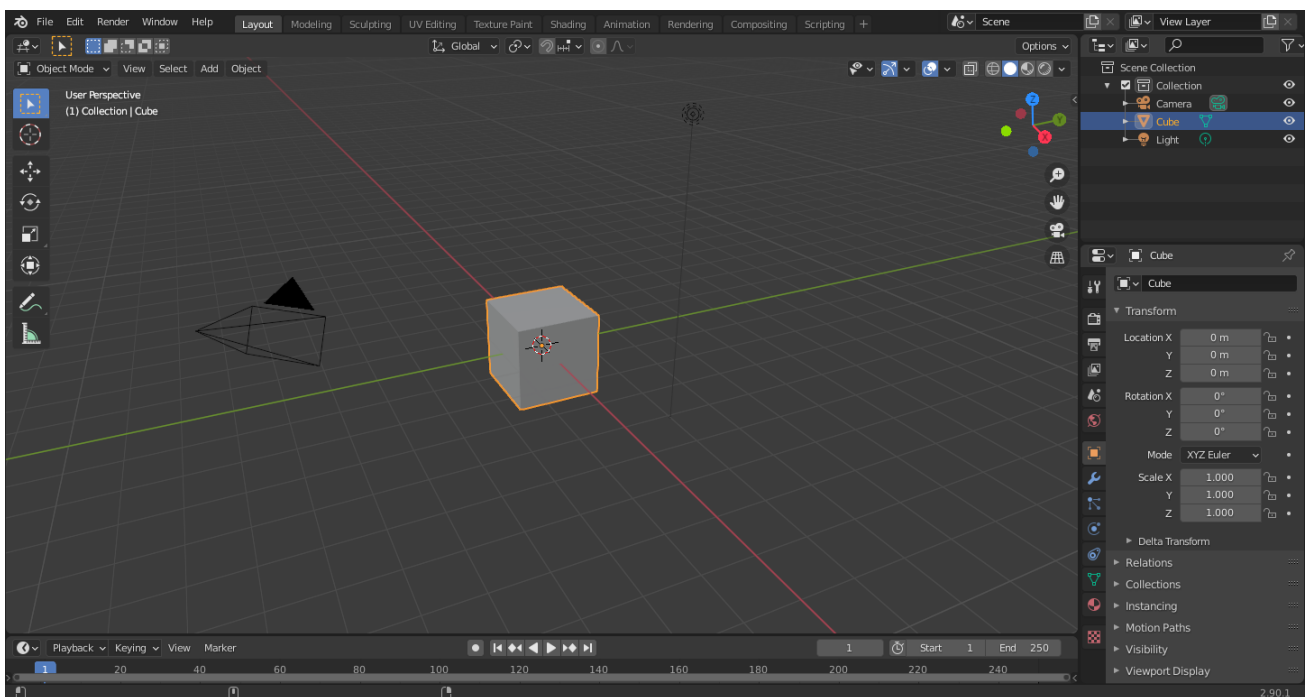 File Edit Render Window Help Layout Modeling Sculpting UV Editing Texture Paint Shading Animation Rendering Compositing Scripting + Scene View Layer
Global Options
Object Mode View Select Add Object
User Perspective
(1) Collection | Cube
Z
Y
X
Scene Collection
Collection
Camera
Cube
Light
Cube
Cube
Transform
Location X 0 m
Y 0 m
Z 0 m
Rotation X 0°
Y 0°
Z 0°
Mode XYZ Euler
Scale X 1.000
Y 1.000
Z 1.000
Delta Transform
Relations
Collections
Instancing
Motion Paths
Visibility
Viewport Display
Playback Keying View Marker 1 Start 1 End 250
1 20 40 60 80 100 120 140 160 180 200 220 240
2.90.1